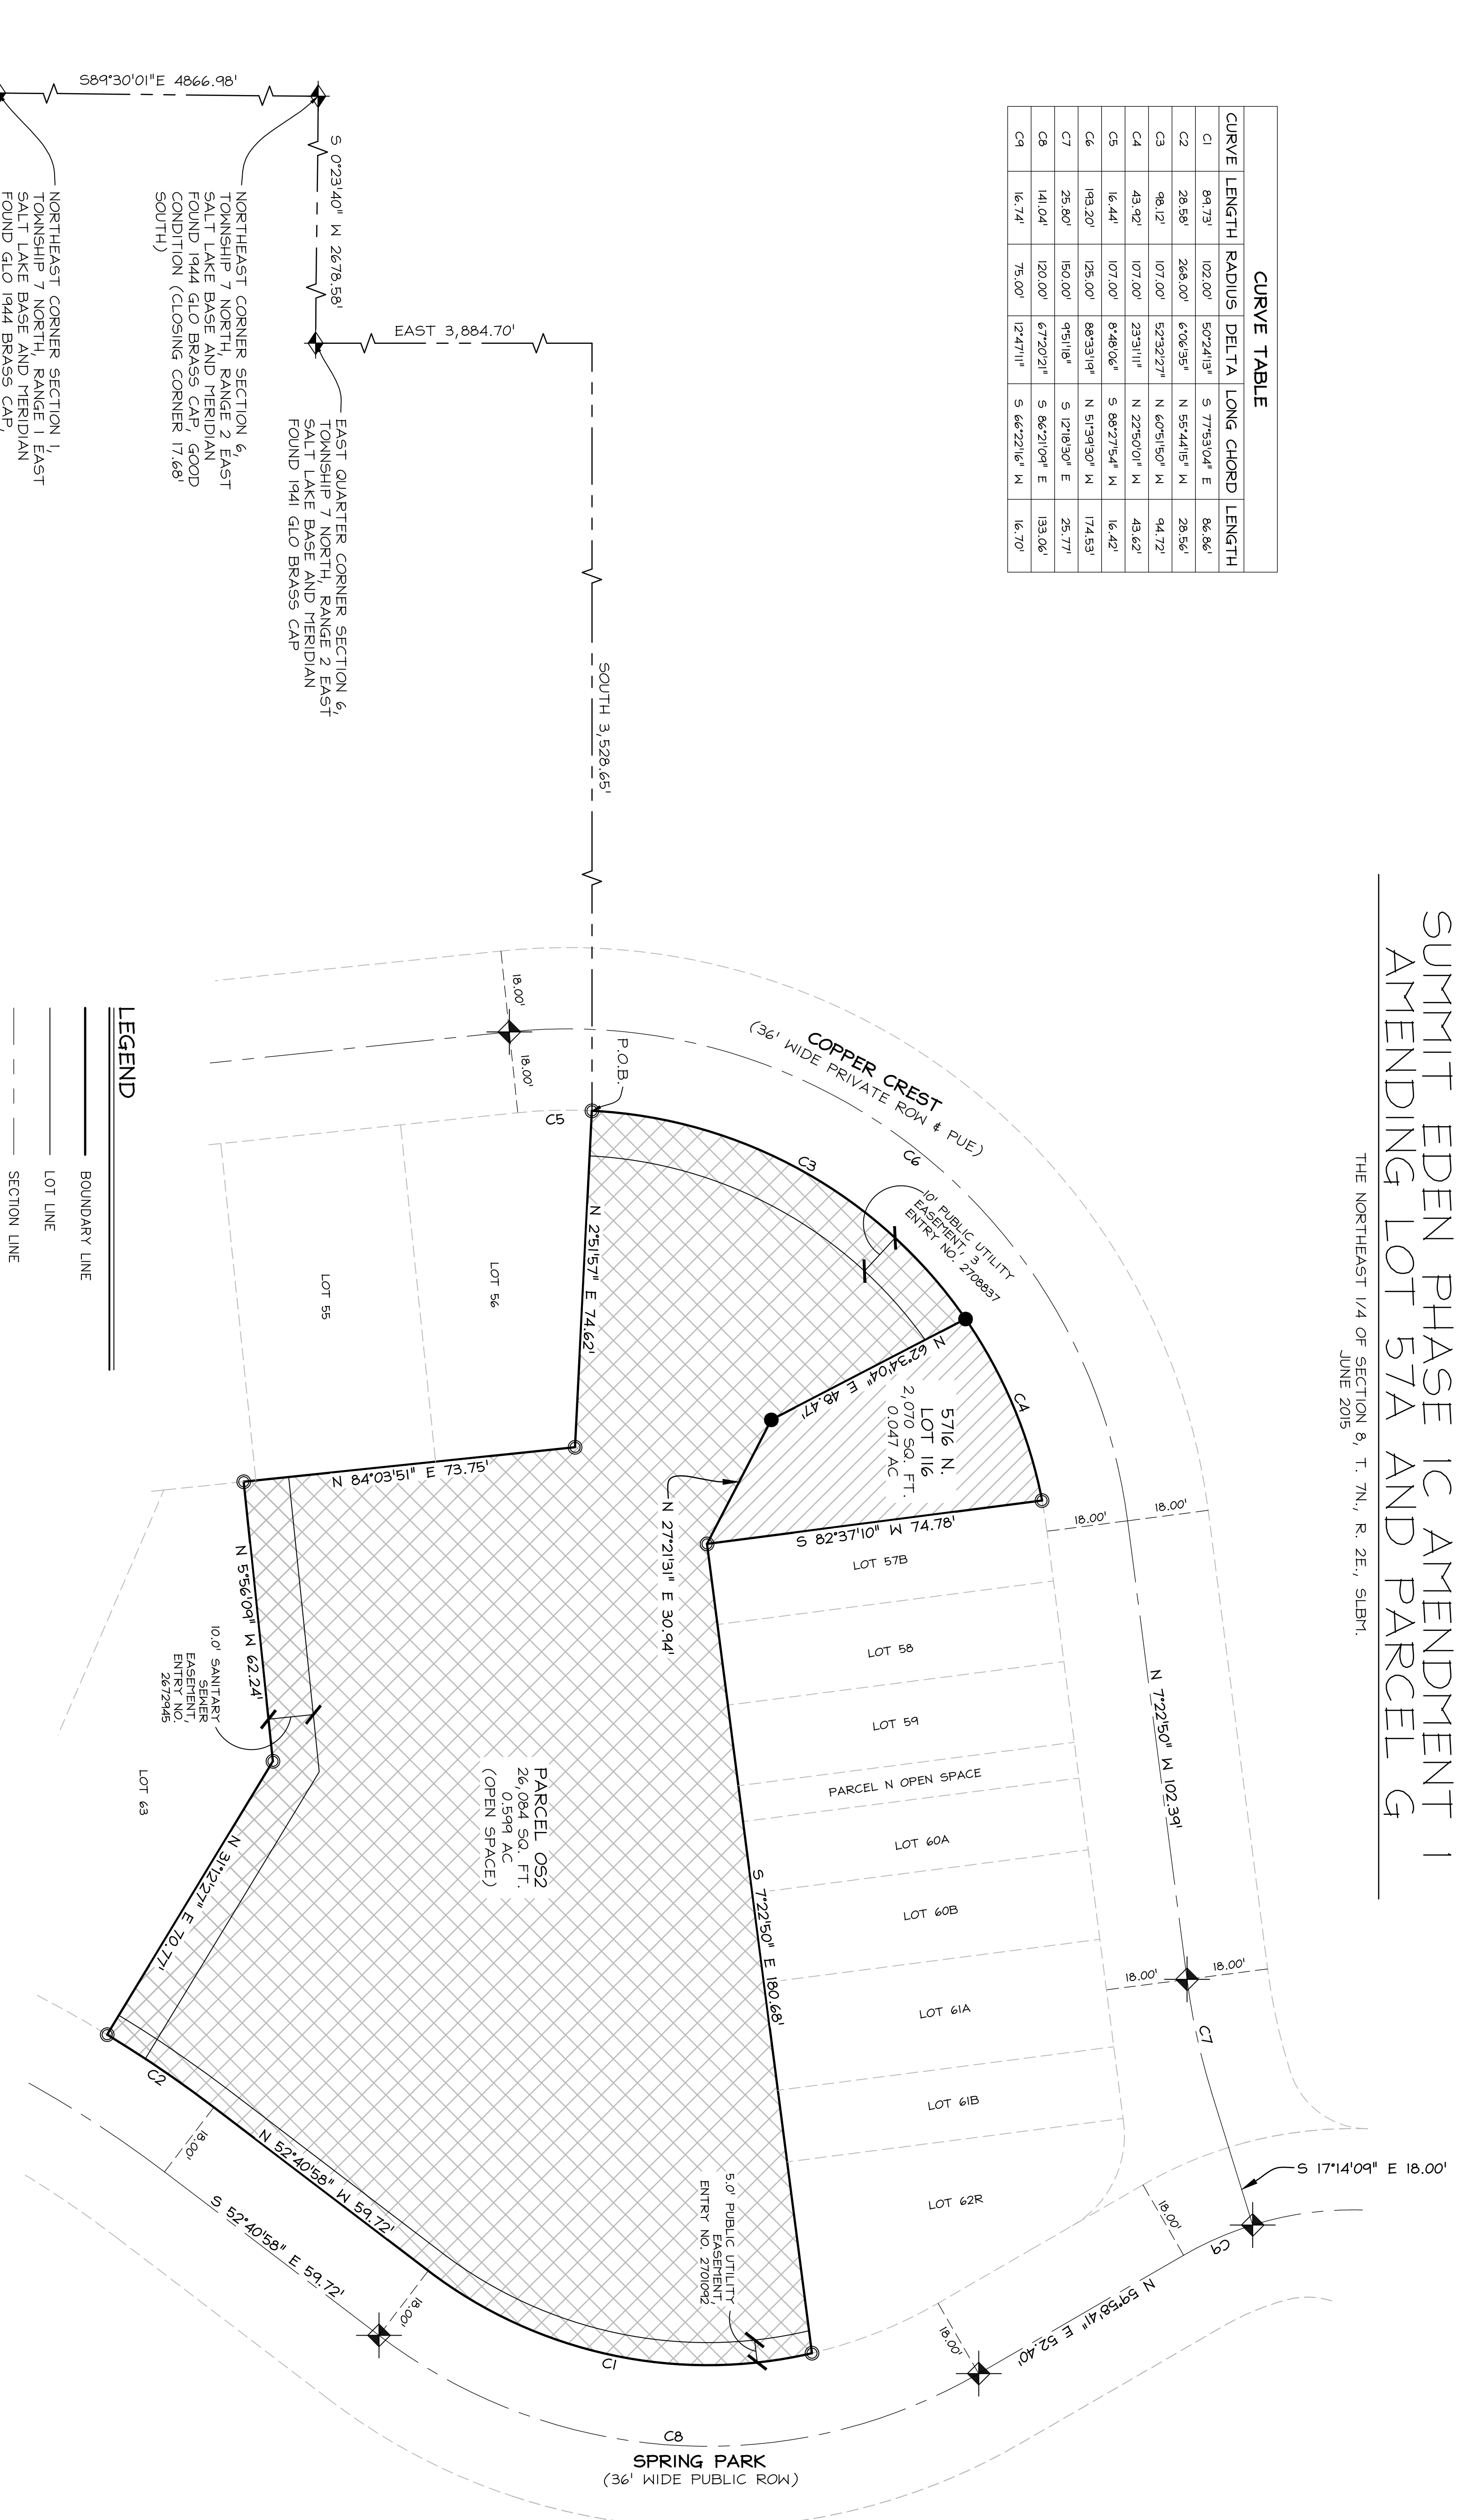 SUMMIT EDEN PHASE 1C AMENDMENT 1
AMENDING LOT 57A AND PARCEL G
THE NORTHEAST 1/4 OF SECTION 8, T. 7N., R. 2E., SLBM.
JUNE 2015
CURVE TABLE
CURVE LENGTH RADIUS DELTA LONG CHORD LENGTH
C1 89.73' 102.00' 50°24'13" S 77°53'04" E 86.86'
C2 28.58' 268.00' 6°06'35" N 55°44'15" W 28.56'
C3 98.12' 107.00' 52°32'27" N 60°51'50" W 94.72'
C4 43.92' 107.00' 23°31'11" N 22°50'01" W 43.62'
C5 16.44' 107.00' 8°48'06" S 88°27'54" W 16.42'
C6 193.20' 125.00' 88°33'19" N 51°39'30" W 174.53'
C7 25.80' 150.00' 9°51'18" S 12°18'30" E 25.77'
C8 141.04' 120.00' 67°20'21" S 86°21'09" E 133.06'
C9 16.74' 75.00' 12°47'11" S 66°22'16" W 16.70'
S89°30'01"E 4866.98'
S 0°23'40" W 2678.58'
EAST 3,884.70'
SOUTH 3,528.65'
EAST QUARTER CORNER SECTION 6,
TOWNSHIP 7 NORTH, RANGE 2 EAST
SALT LAKE BASE AND MERIDIAN
FOUND 1941 GLO BRASS CAP
NORTHEAST CORNER SECTION 6,
TOWNSHIP 7 NORTH, RANGE 2 EAST
SALT LAKE BASE AND MERIDIAN
FOUND 1944 GLO BRASS CAP, GOOD
CONDITION (CLOSING CORNER 17.68'
SOUTH)
NORTHEAST CORNER SECTION 1,
TOWNSHIP 7 NORTH, RANGE 1 EAST
SALT LAKE BASE AND MERIDIAN
FOUND GLO 1944 BRASS CAP,
COPPER CREST
(36' WIDE PRIVATE ROW & PUE)
18.00'
18.00'
P.O.B.
C5
C3
C6
C4
10' PUBLIC UTILITY
EASEMENT, 3
ENTRY NO. 2708837
N 62°34'04" E 48.47'
5716 N.
LOT 116
2,070 SQ. FT.
0.047 AC
N 2°51'57" E 74.62'
LOT 56
LOT 55
N 84°03'51" E 73.75'
N 27°21'31" E 30.94'
S 82°37'10" W 74.78'
18.00'
18.00'
LOT 57B
LOT 58
LOT 59
PARCEL N OPEN SPACE
LOT 60A
LOT 60B
LOT 61A
LOT 61B
LOT 62R
N 7°22'50" W 102.39'
18.00'
18.00'
C7
S 17°14'09" E 18.00'
18.00'
C9
N 59°58'41" E 52.40'
18.00'
N 5°56'09" W 62.24'
10.0' SANITARY
SEWER
EASEMENT,
ENTRY NO.
2672945
LOT 63
N 31°12'27" E 70.77'
PARCEL OS2
26,084 SQ. FT.
0.599 AC
(OPEN SPACE)
S 7°22'50" E 180.68'
C2
18.00'
N 52°40'58" W 59.72'
S 52°40'58" E 59.72'
18.00'
5.0' PUBLIC UTILITY
EASEMENT,
ENTRY NO. 2701092
C1
C8
SPRING PARK
(36' WIDE PUBLIC ROW)
LEGEND
BOUNDARY LINE
LOT LINE
SECTION LINE